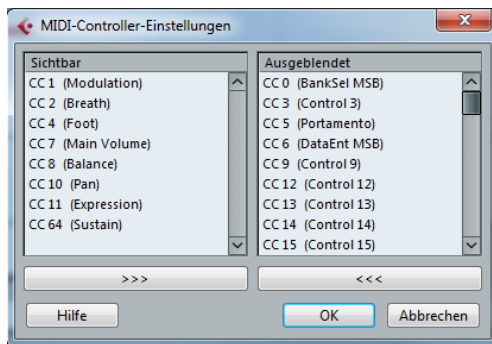 MIDI-Controller-Einstellungen
Sichtbar
CC 1 (Modulation)
CC 2 (Breath)
CC 4 (Foot)
CC 7 (Main Volume)
CC 8 (Balance)
CC 10 (Pan)
CC 11 (Expression)
CC 64 (Sustain)
>>>
Ausgeblendet
CC 0 (BankSel MSB)
CC 3 (Control 3)
CC 5 (Portamento)
CC 6 (DataEnt MSB)
CC 9 (Control 9)
CC 12 (Control 12)
CC 13 (Control 13)
CC 14 (Control 14)
CC 15 (Control 15)
<<<
Hilfe
OK
Abbrechen